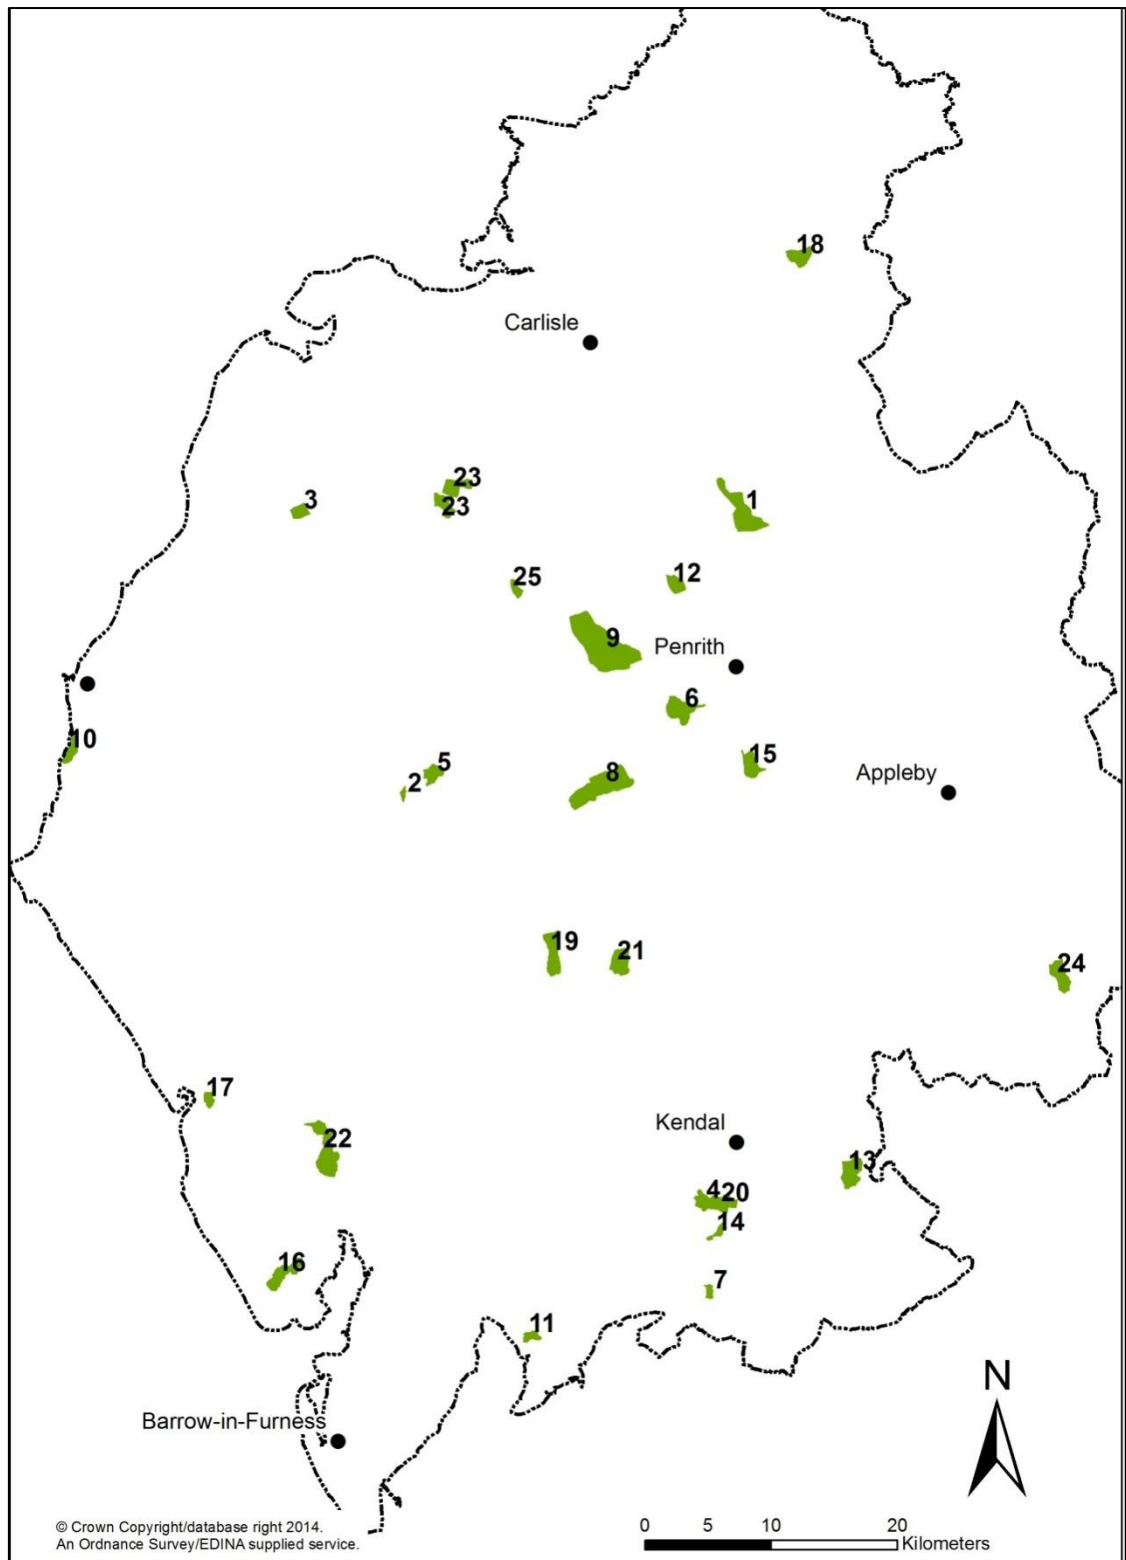 18
Carlisle
23
3
23
1
12
25
9
Penrith
6
10
5
2
8
15
Appleby
19
21
24
17
Kendal
22
13
4 20
14
16
7
11
N
Barrow-in-Furness
© Crown Copyright/database right 2014.
An Ordnance Survey/EDINA supplied service.
0 5 10 20
Kilometers